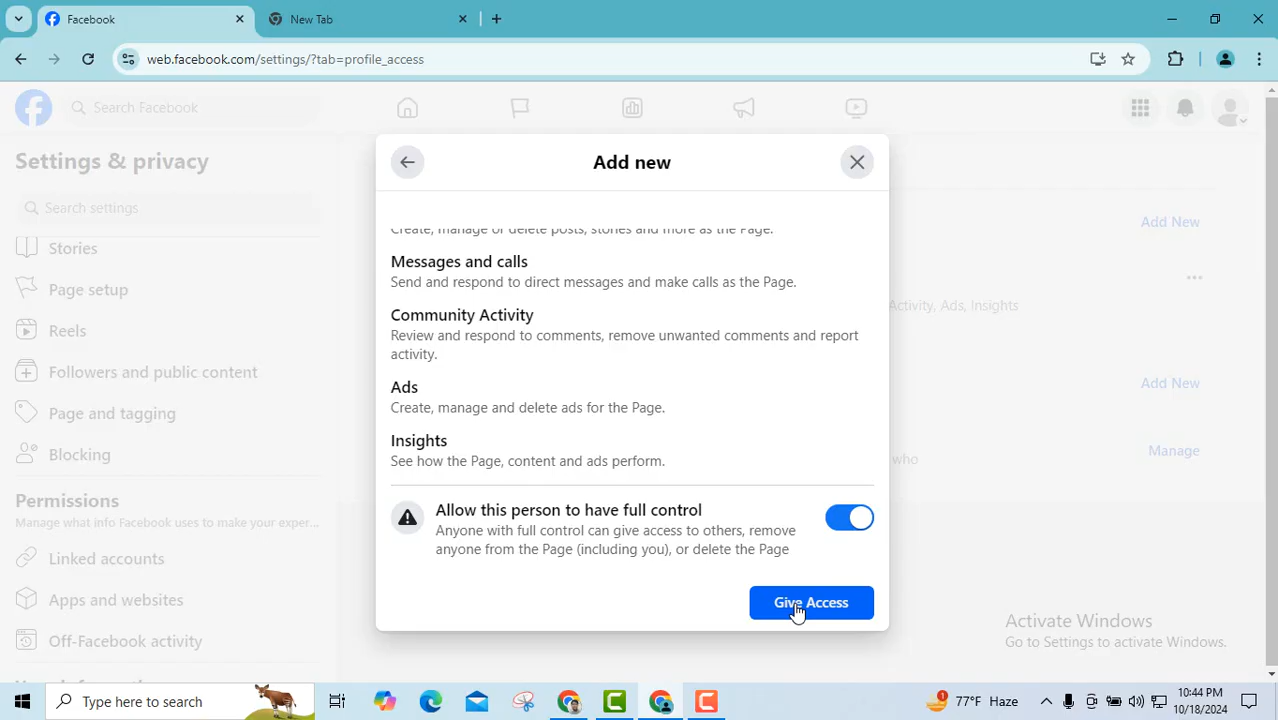 Facebook
New Tab
web.facebook.com/settings/?tab=profile_access
Search Facebook
Settings & privacy
Search settings
Stories
Page setup
Reels
Followers and public content
Page and tagging
Blocking
Permissions
Manage what info Facebook uses to make your exper...
Linked accounts
Apps and websites
Off-Facebook activity
Add new
Create, manage or delete posts, stories and more as the Page.
Messages and calls
Send and respond to direct messages and make calls as the Page.
Community Activity
Review and respond to comments, remove unwanted comments and report
activity.
Ads
Create, manage and delete ads for the Page.
Insights
See how the Page, content and ads perform.
Allow this person to have full control
Anyone with full control can give access to others, remove
anyone from the Page (including you), or delete the Page
Give Access
Add New
Activity, Ads, Insights
Add New
who
Manage
Activate Windows
Go to Settings to activate Windows.
Type here to search
77°F Haze
10:44 PM
10/18/2024